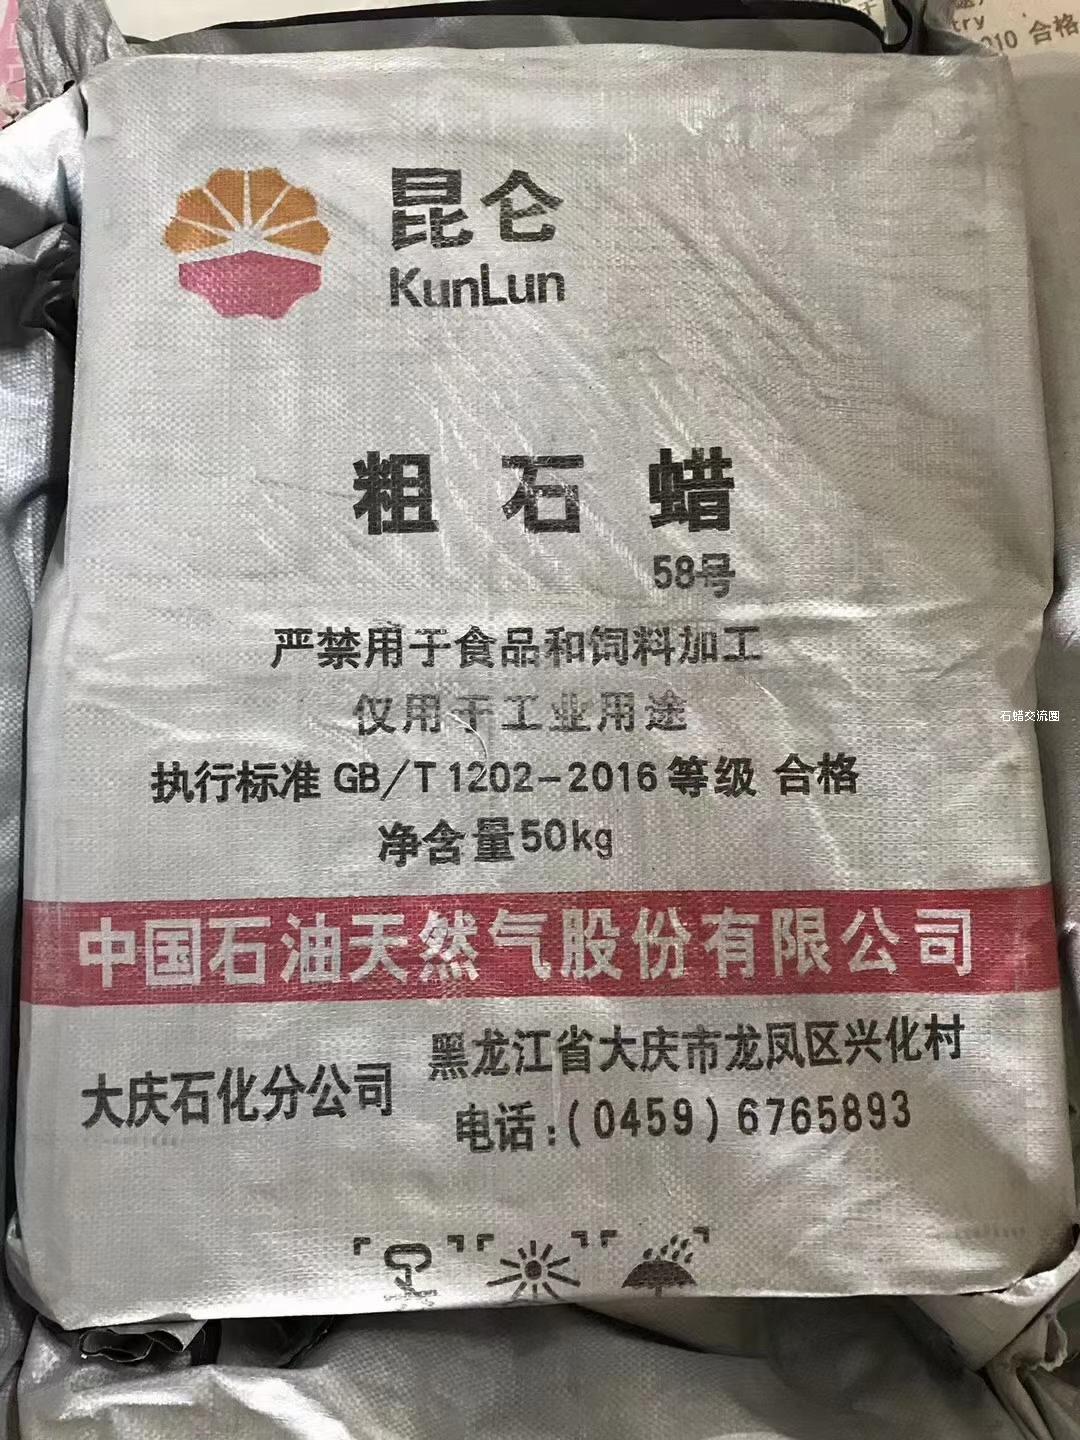 try
010 合格
昆仑
KunLun
粗石蜡
58号
严禁用于食品和饲料加工
仅用于工业用途
石蜡交流圈
执行标准 GB/T 1202-2016 等级 合格
净含量50kg
中国石油天然气股份有限公司
大庆石化分公司
黑龙江省大庆市龙凤区兴化村
电话:(0459)6765893